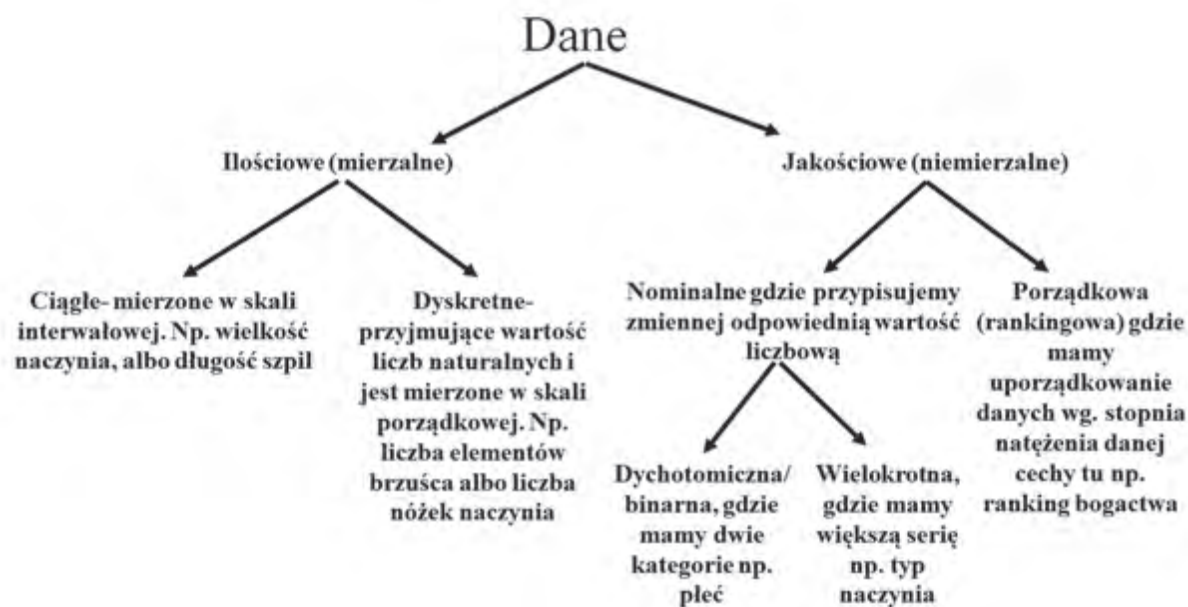 Dane
Ilościowe (mierzalne)
Jakościowe (niemierzalne)
Ciągłe- mierzone w skali
interwałowej. Np. wielkość
naczynia, albo długość szpil
Dyskretne-
przyjmujące wartość
liczb naturalnych i
jest mierzone w skali
porządkowej. Np.
liczba elementów
brzuśca albo liczba
nóżek naczynia
Nominalne gdzie przypisujemy
zmiennej odpowiednią wartość
liczbową
Porządkowa
(rankingowa) gdzie
mamy
uporządkowanie
danych wg. stopnia
natężenia danej
cechy tu np.
ranking bogactwa
Dychotomiczna/
binarna, gdzie
mamy dwie
kategorie np.
płeć
Wielokrotna,
gdzie mamy
większą serię
np. typ
naczynia